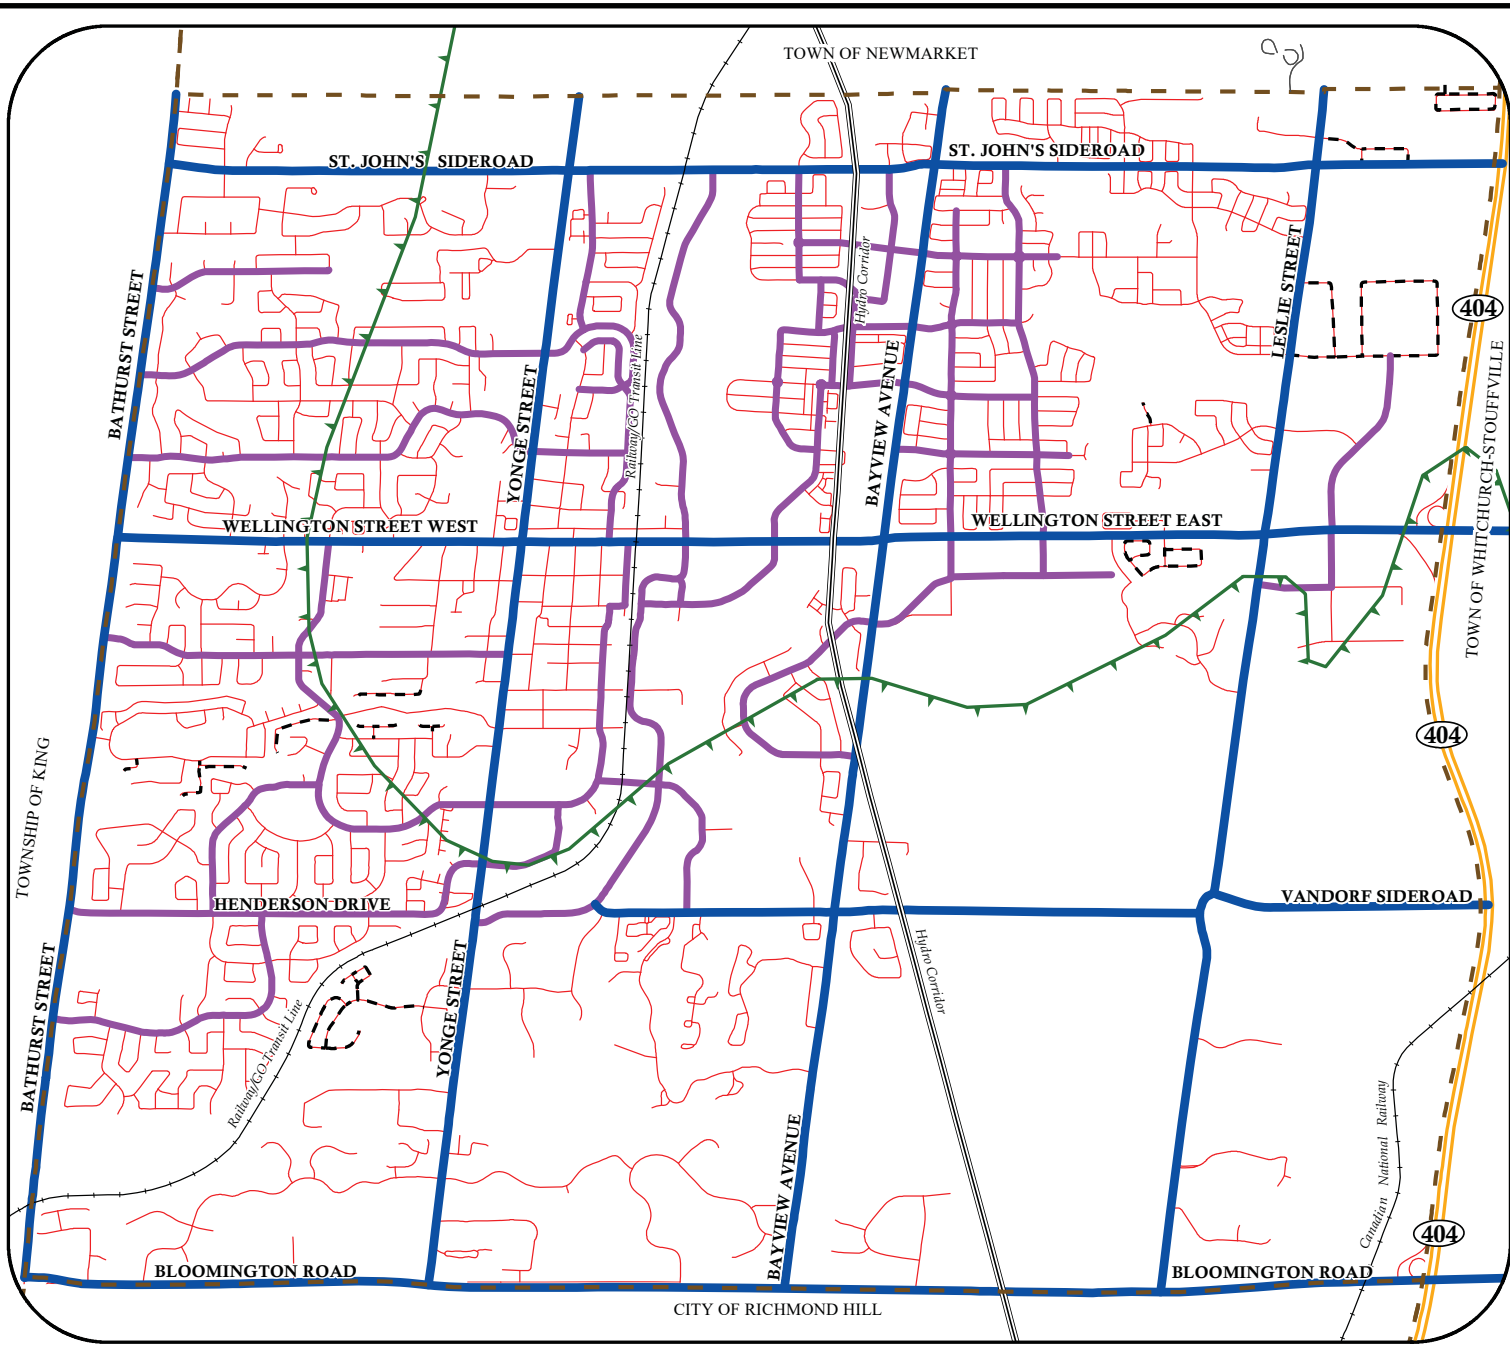 TOWN OF NEWMARKET
ST. JOHN'S SIDEROAD
ST. JOHN'S SIDEROAD
BATHURST STREET
YONGE STREET
Railway/GO Transit Line
Hydro Corridor
BAYVIEW AVENUE
LESLIE STREET
404
TOWN OF WHITCHURCH-STOUFFVILLE
WELLINGTON STREET WEST
WELLINGTON STREET EAST
404
TOWNSHIP OF KING
HENDERSON DRIVE
VANDORF SIDEROAD
BATHURST STREET
YONGE STREET
Railway/GO Transit Line
Hydro Corridor
BAYVIEW AVENUE
Canadian National Railway
404
BLOOMINGTON ROAD
BLOOMINGTON ROAD
CITY OF RICHMOND HILL